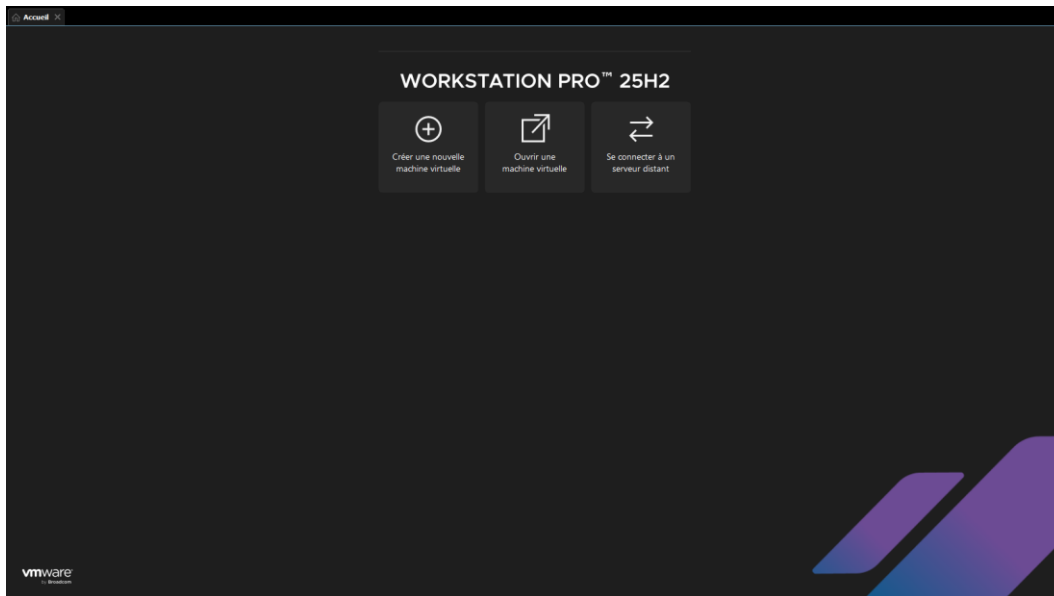 Accueil
WORKSTATION PRO™ 25H2
Créer une nouvelle
machine virtuelle
Ouvrir une
machine virtuelle
Se connecter à un
serveur distant
vmware
by Broadcom